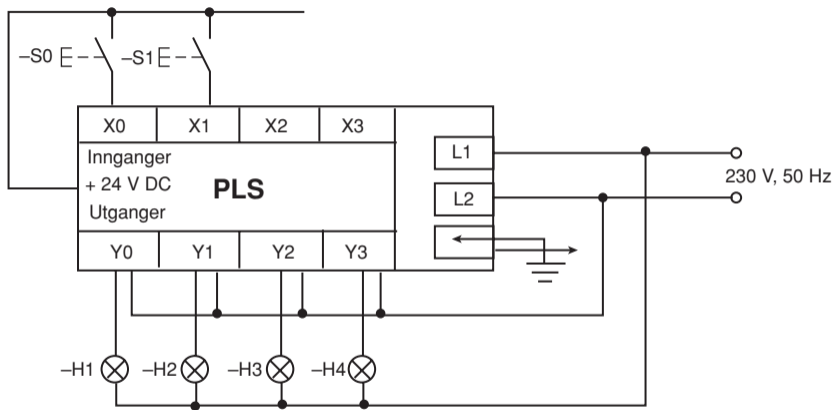 –S0
–S1
X0 X1 X2 X3
Innganger
+ 24 V DC
Utganger
PLS
L1
L2
230 V, 50 Hz
Y0 Y1 Y2 Y3
–H1 –H2 –H3 –H4